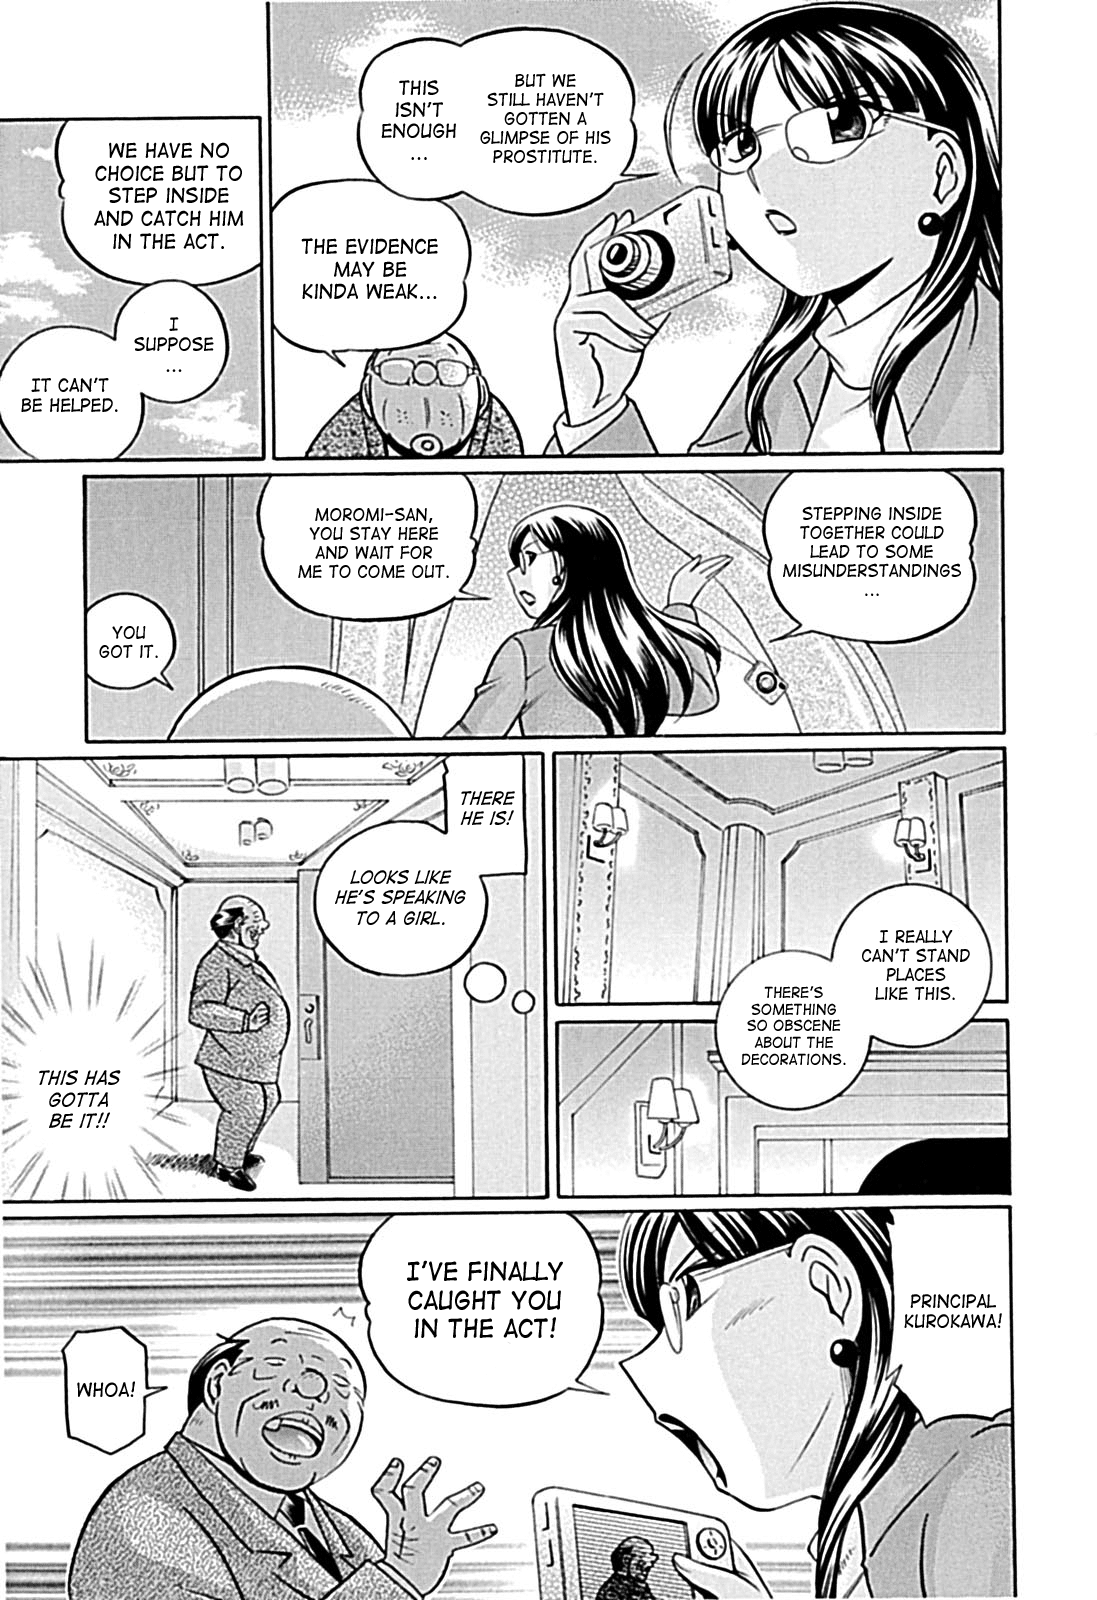 BUT WE
STILL HAVEN'T
GOTTEN A
GLIMPSE OF HIS
PROSTITUTE.
THIS
ISN'T
ENOUGH
...
THE EVIDENCE
MAY BE
KINDA WEAK...
WE HAVE NO
CHOICE BUT TO
STEP INSIDE
AND CATCH HIM
IN THE ACT.
I
SUPPOSE
...
IT CAN'T
BE HELPED.
STEPPING INSIDE
TOGETHER COULD
LEAD TO SOME
MISUNDERSTANDINGS
...
MOROMI-SAN,
YOU STAY HERE
AND WAIT FOR
ME TO COME OUT.
YOU
GOT IT.
I REALLY
CAN'T STAND
PLACES
LIKE THIS.
THERE'S
SOMETHING
SO OBSCENE
ABOUT THE
DECORATIONS.
THERE
HE IS!
LOOKS LIKE
HE'S SPEAKING
TO A GIRL.
THIS HAS
GOTTA
BE IT!!
PRINCIPAL
KUROKAWA!
I'VE FINALLY
CAUGHT YOU
IN THE ACT!
WHOA!